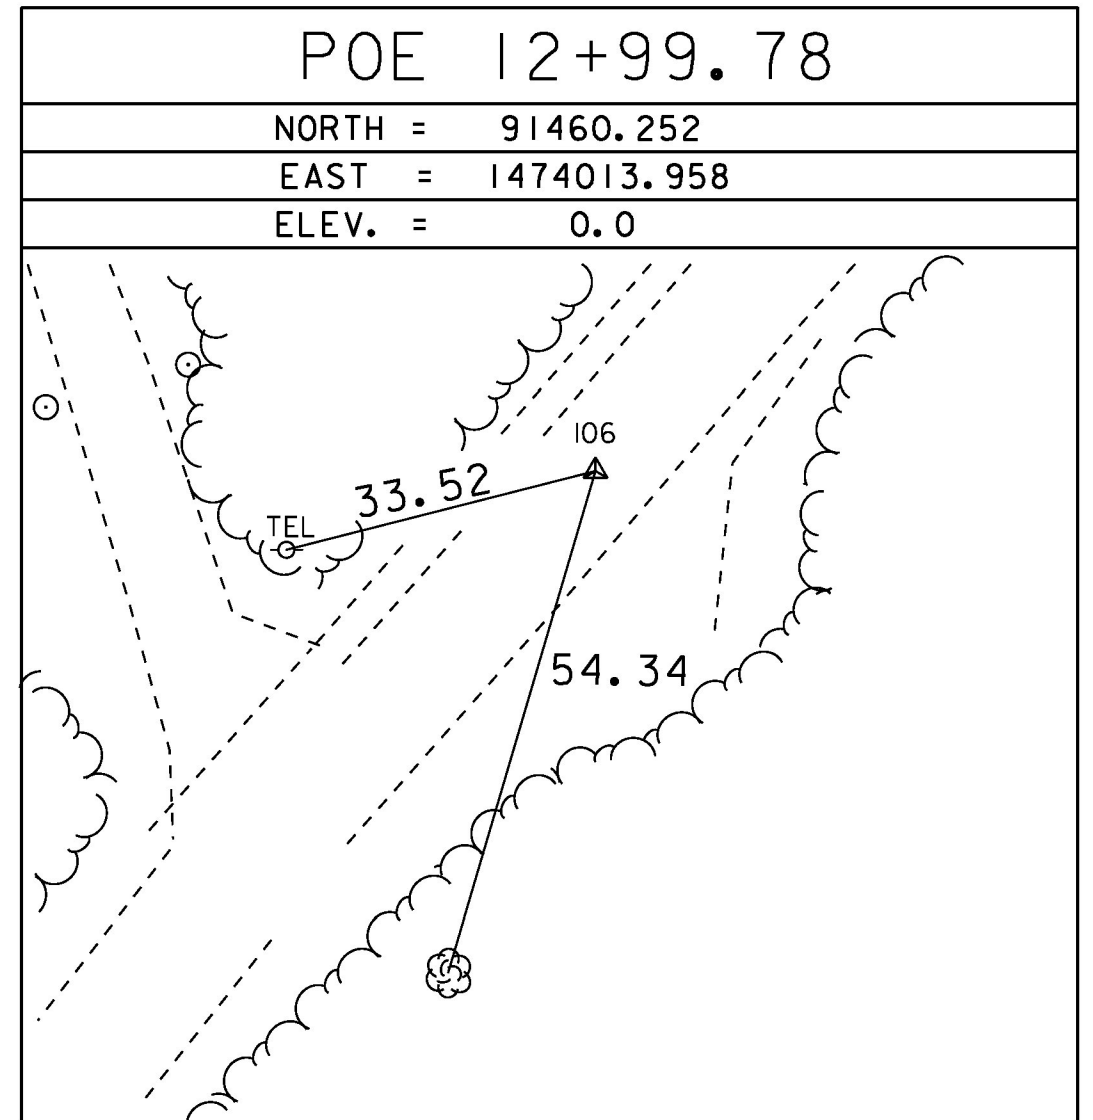 POE 12+99.78
NORTH = 91460.252
EAST = 1474013.958
ELEV. = 0.0
106
33.52
TEL
54.34